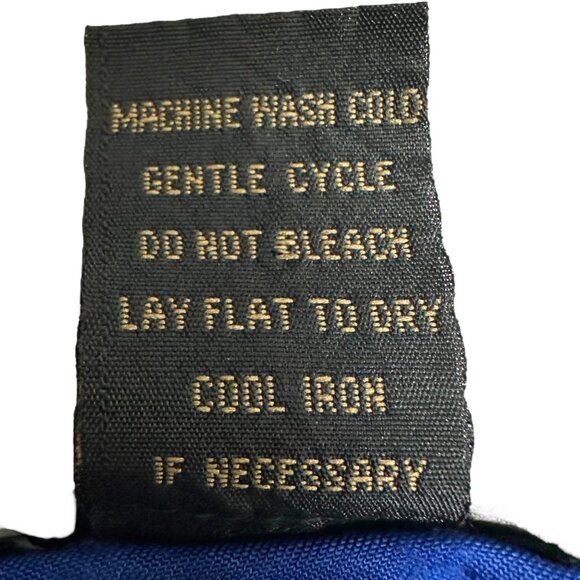 MACHINE WASH COLD
GENTLE CYCLE
DO NOT BLEACH
LAY FLAT TO DRY
COOL IRON
IF NECESSARY